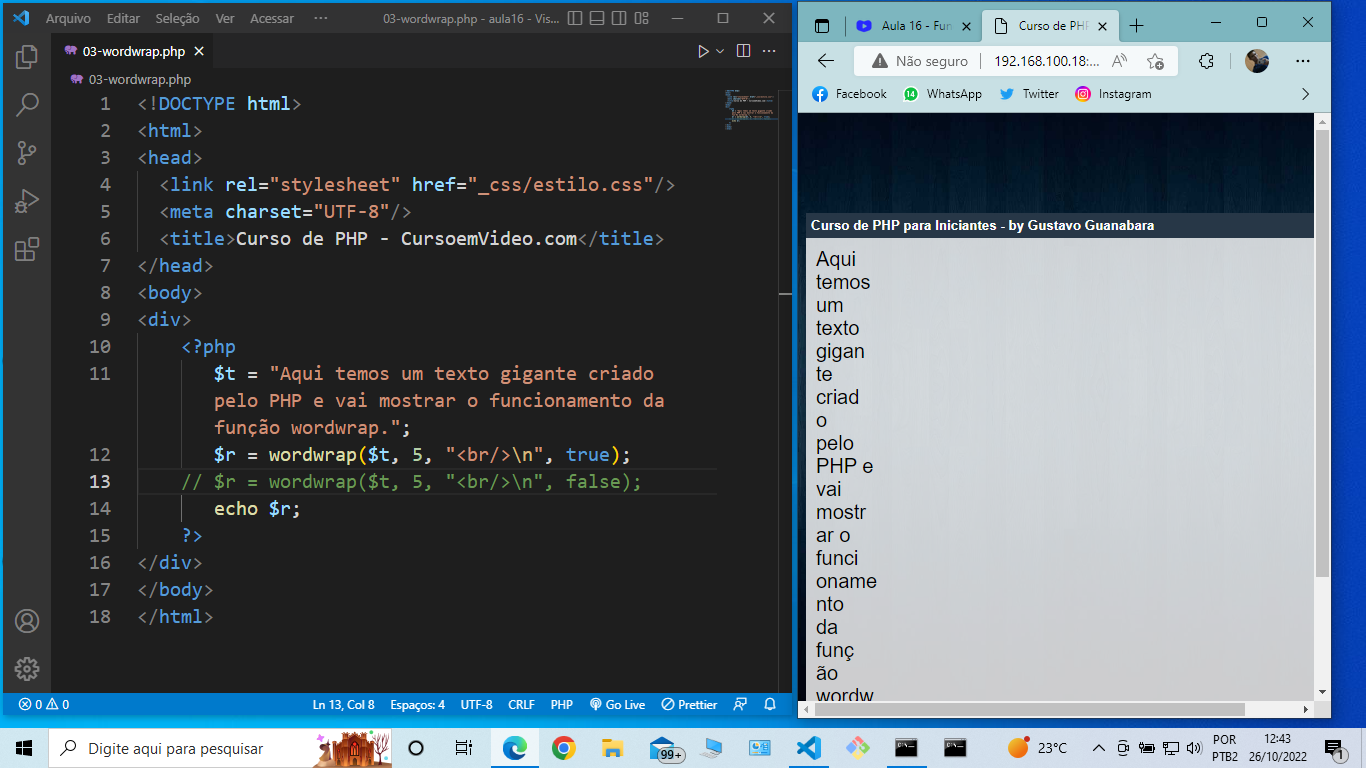 Arquivo Editar Seleção Ver Acessar ··· 03-wordwrap.php - aula16 - Vis...
03-wordwrap.php
03-wordwrap.php
1 <!DOCTYPE html>
2 <html>
3 <head>
4 <link rel="stylesheet" href="_css/estilo.css"/>
5 <meta charset="UTF-8"/>
6 <title>Curso de PHP - CursoemVideo.com</title>
7 </head>
8 <body>
9 <div>
10 <?php
11 $t = "Aqui temos um texto gigante criado
pelo PHP e vai mostrar o funcionamento da
função wordwrap.";
12 $r = wordwrap($t, 5, "<br/>\n", true);
13 // $r = wordwrap($t, 5, "<br/>\n", false);
14 echo $r;
15 ?>
16 </div>
17 </body>
18 </html>
0 0 Ln 13, Col 8 Espaços: 4 UTF-8 CRLF PHP Go Live Prettier
Aula 16 - Fun Curso de PHP
Não seguro 192.168.100.18:...
Facebook WhatsApp Twitter Instagram
Curso de PHP para Iniciantes - by Gustavo Guanabara
Aqui
temos
um
texto
gigan
te
criad
o
pelo
PHP e
vai
mostr
ar o
funci
oname
nto
da
funç
ão
wordw
Digite aqui para pesquisar 99+ 23°C POR 12:43
PTB2 26/10/2022 1